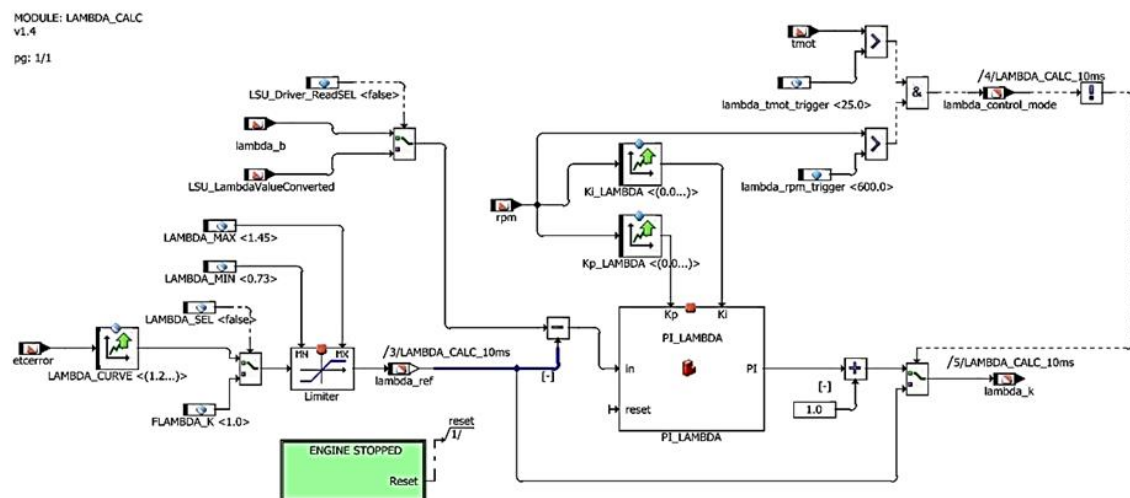 MODULE: LAMBDA_CALC
v1.4
pg: 1/1
tmot
lambda_tmot_trigger <25.0>
&
/4/LAMBDA_CALC_10ms
lambda_control_mode
!
LSU_Driver_ReadSEL <false>
lambda_b
LSU_LambdaValueConverted
>
>
lambda_rpm_trigger <600.0>
Ki_LAMBDA <(0.0...)>
rpm
Kp_LAMBDA <(0.0...)>
LAMBDA_MAX <1.45>
LAMBDA_MIN <0.73>
LAMBDA_SEL <false>
etcerror
LAMBDA_CURVE <(1.2...)>
FLAMBDA_K <1.0>
MN
MX
Limiter
/3/LAMBDA_CALC_10ms
lambda_ref
[-]
Kp
Ki
PI_LAMBDA
in
PI
reset
PI_LAMBDA
[-]
1.0
/5/LAMBDA_CALC_10ms
lambda_k
ENGINE STOPPED
Reset
reset
1/